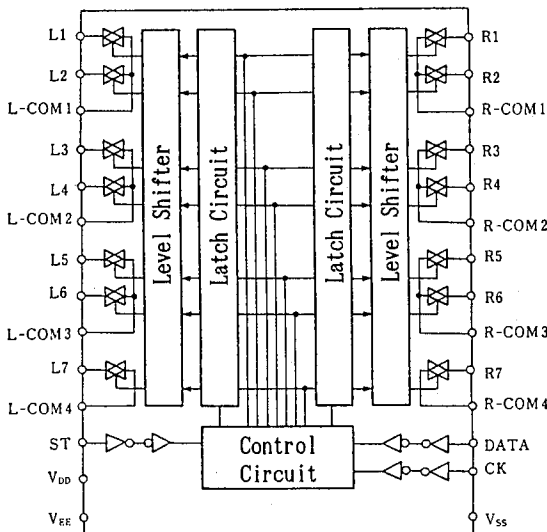 L1
L2
L-COM1
L3
L4
L-COM2
L5
L6
L-COM3
L7
L-COM4
ST
VDD
VEE
Level Shifter
Latch Circuit
Latch Circuit
Level Shifter
Control
Circuit
R1
R2
R-COM1
R3
R4
R-COM2
R5
R6
R-COM3
R7
R-COM4
DATA
CK
VSS